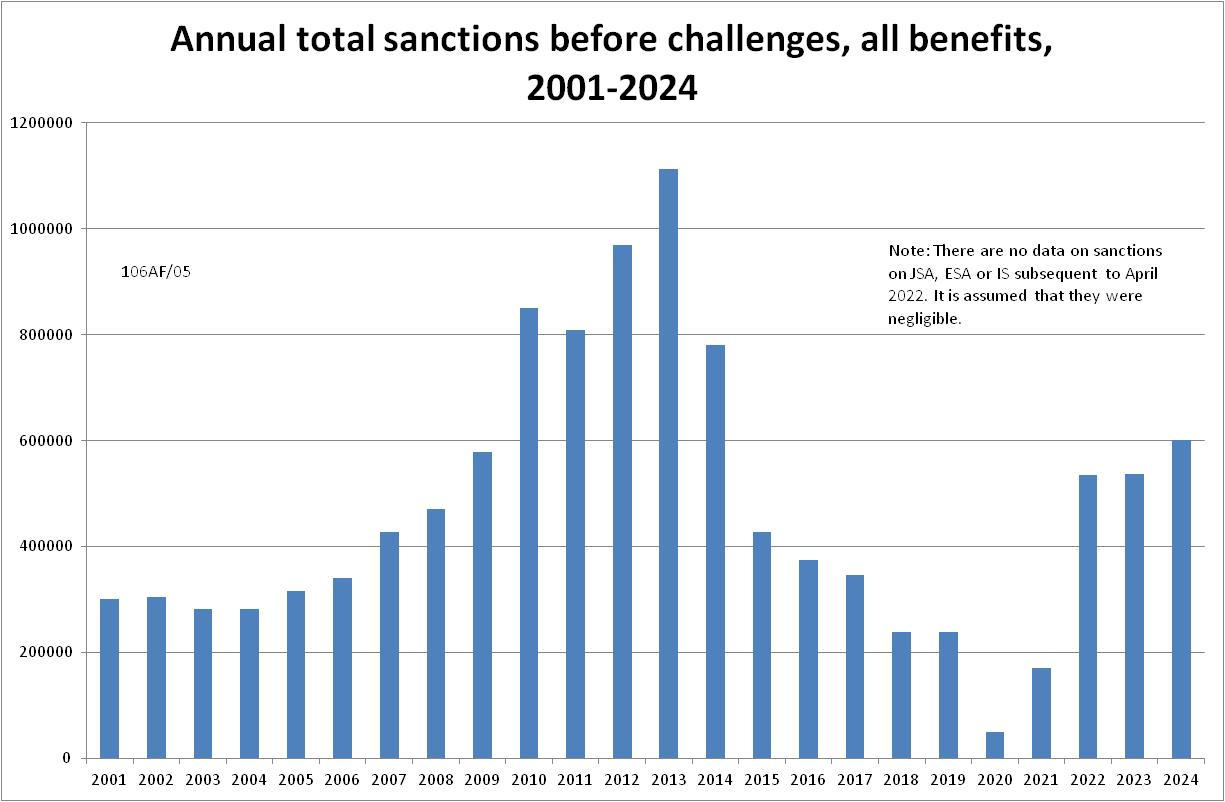 Annual total sanctions before challenges, all benefits,
2001-2024
1200000
1000000
800000
600000
400000
200000
0
106AF/05
Note: There are no data on sanctions
on JSA, ESA or IS subsequent to April
2022. It is assumed that they were
negligible.
2001 2002 2003 2004 2005 2006 2007 2008 2009 2010 2011 2012 2013 2014 2015 2016 2017 2018 2019 2020 2021 2022 2023 2024